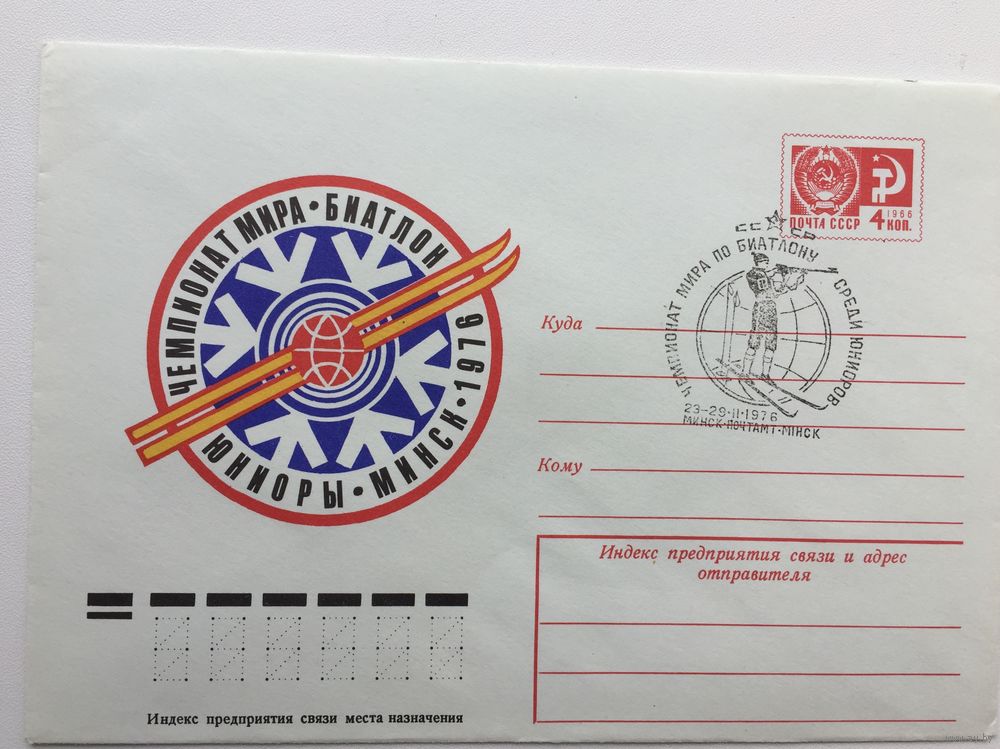 ЧЕМПИОНАТ МИРА • БИАТЛОН
ЮНИОРЫ • МИНСК • 1976
ПОЧТА СССР
1966
4 КОП.
СССР
ЧЕМПИОНАТ МИРА ПО БИАТЛОНУ СРЕДИ ЮНИОРОВ
23-29•II•1976
МИНСК•ПОЧТАМТ•МІНСК
Куда
Кому
Индекс предприятия связи и адрес
отправителя
Индекс предприятия связи места назначения